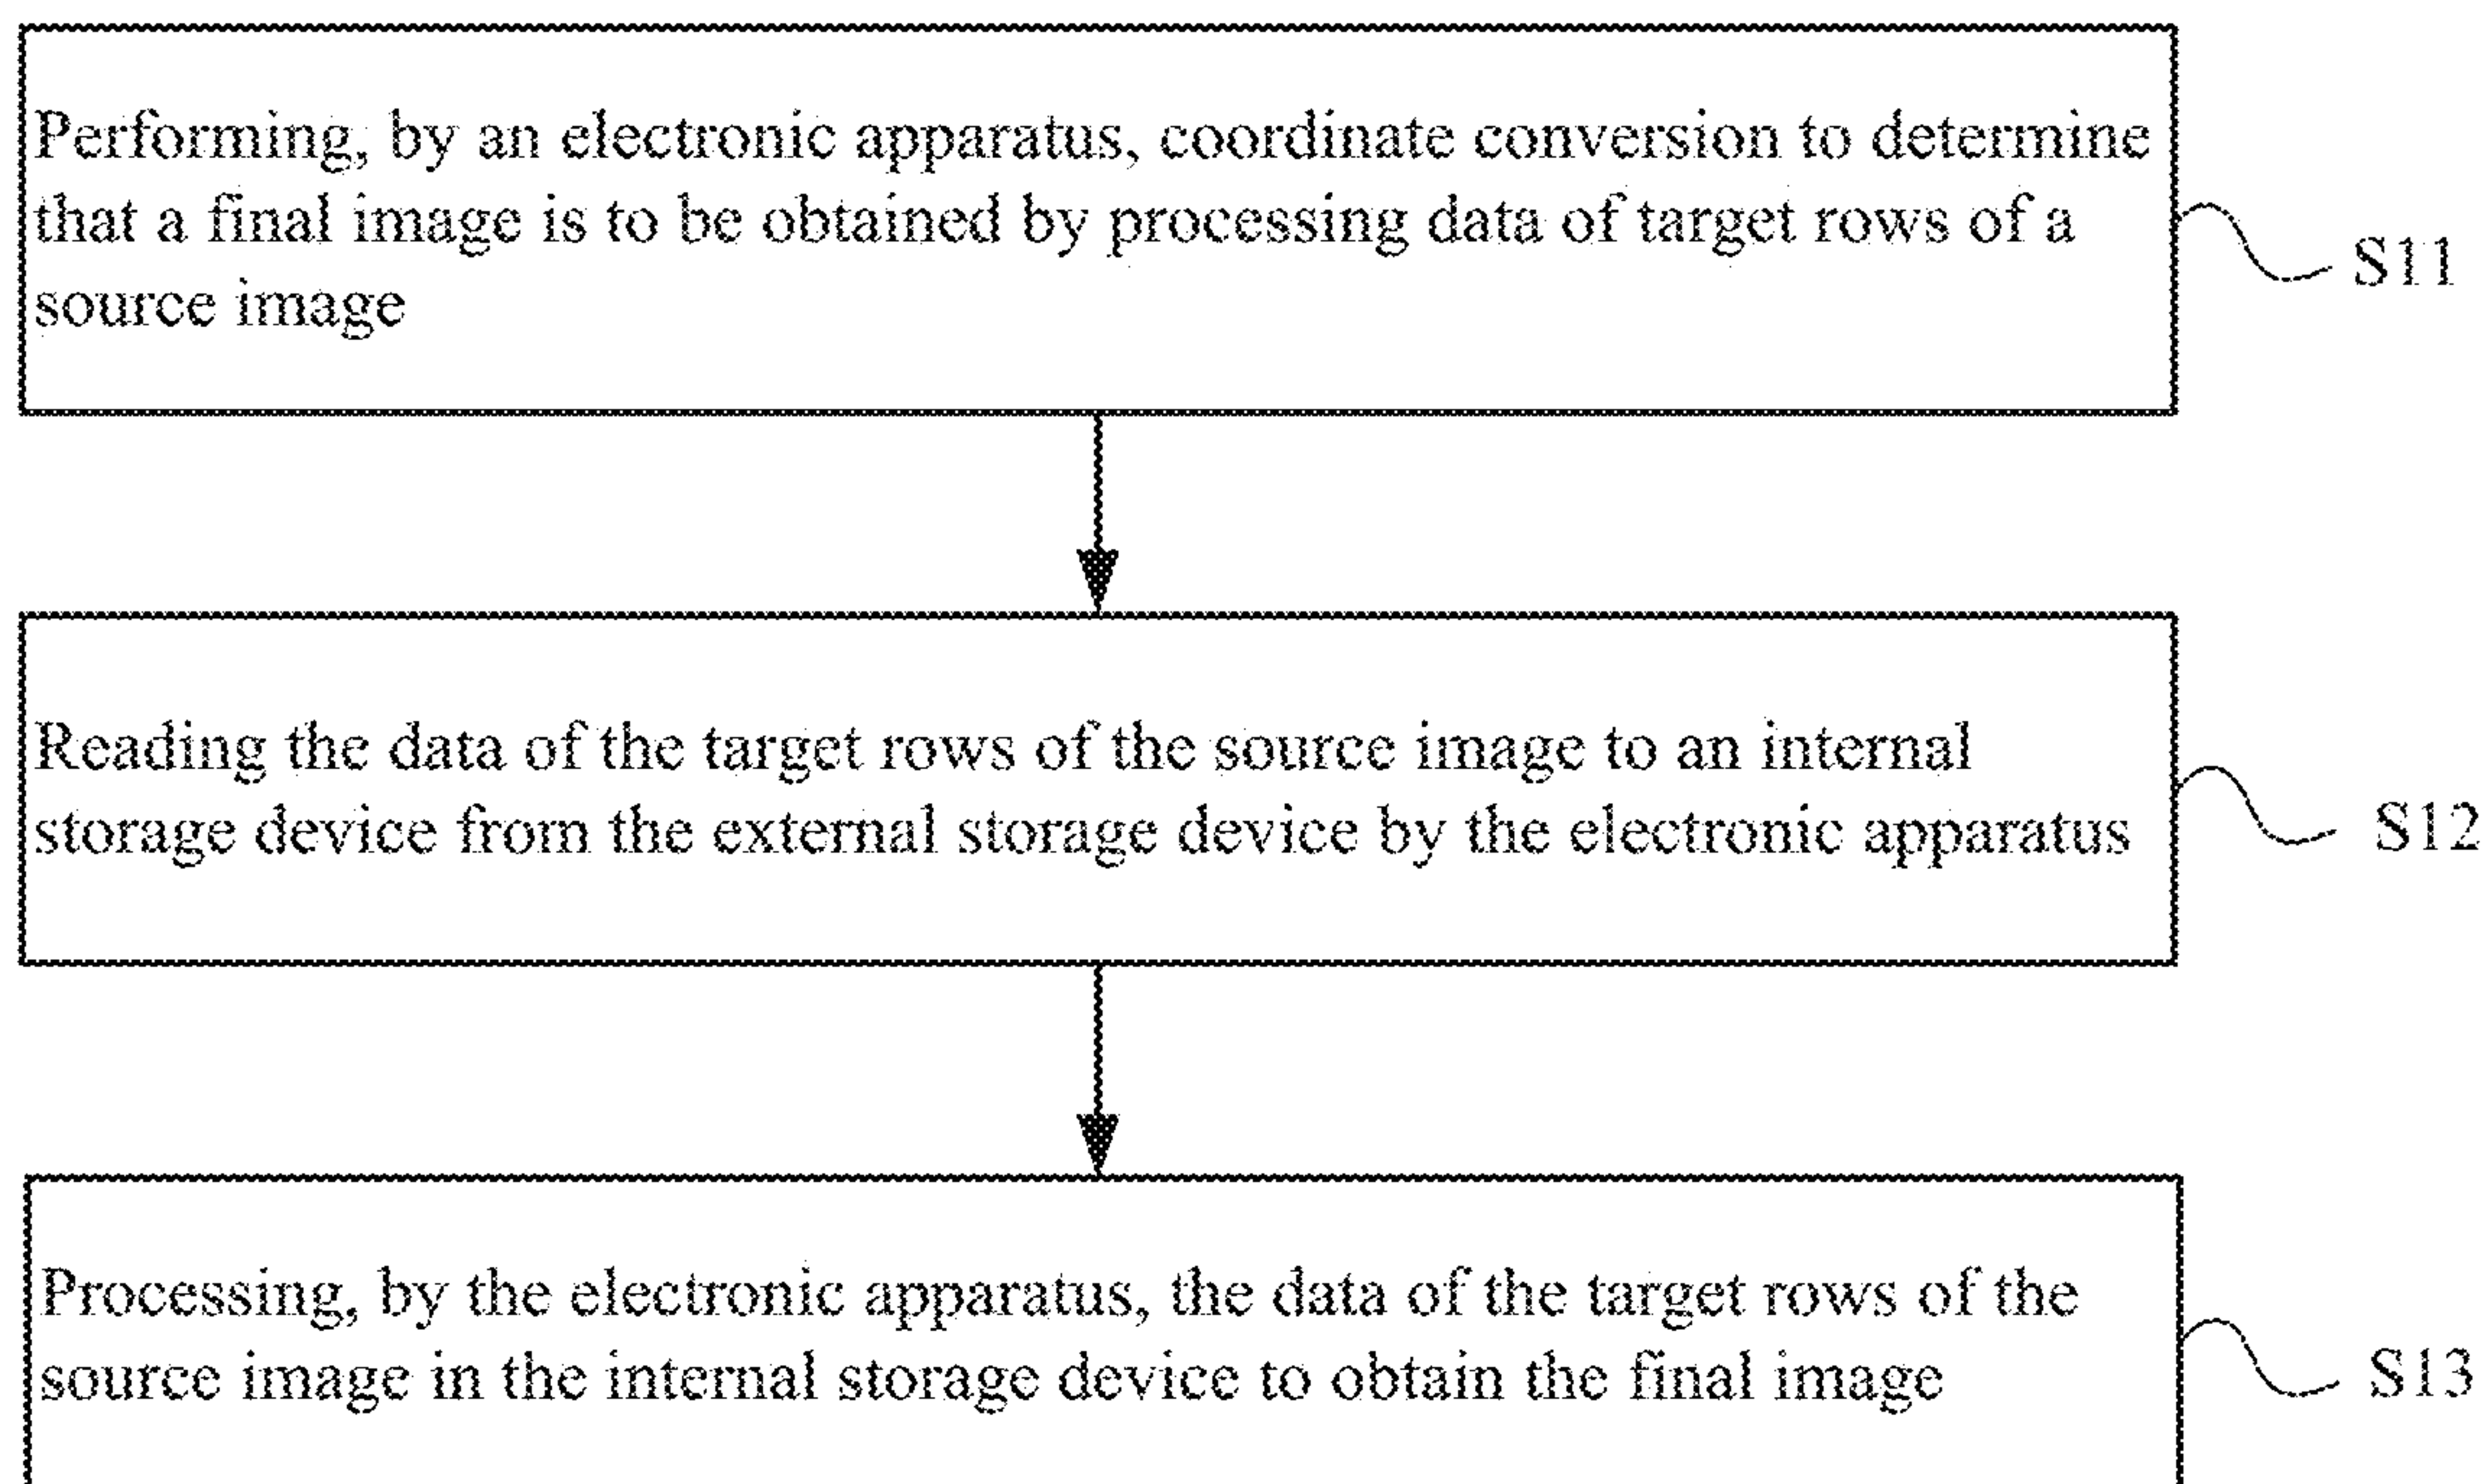 Performing, by an electronic apparatus, coordinate conversion to determine
that a final image is to be obtained by processing data of target rows of a
source image
S11
Reading the data of the target rows of the source image to an internal
storage device from the external storage device by the electronic apparatus
S12
Processing, by the electronic apparatus, the data of the target rows of the
source image in the internal storage device to obtain the final image
S13